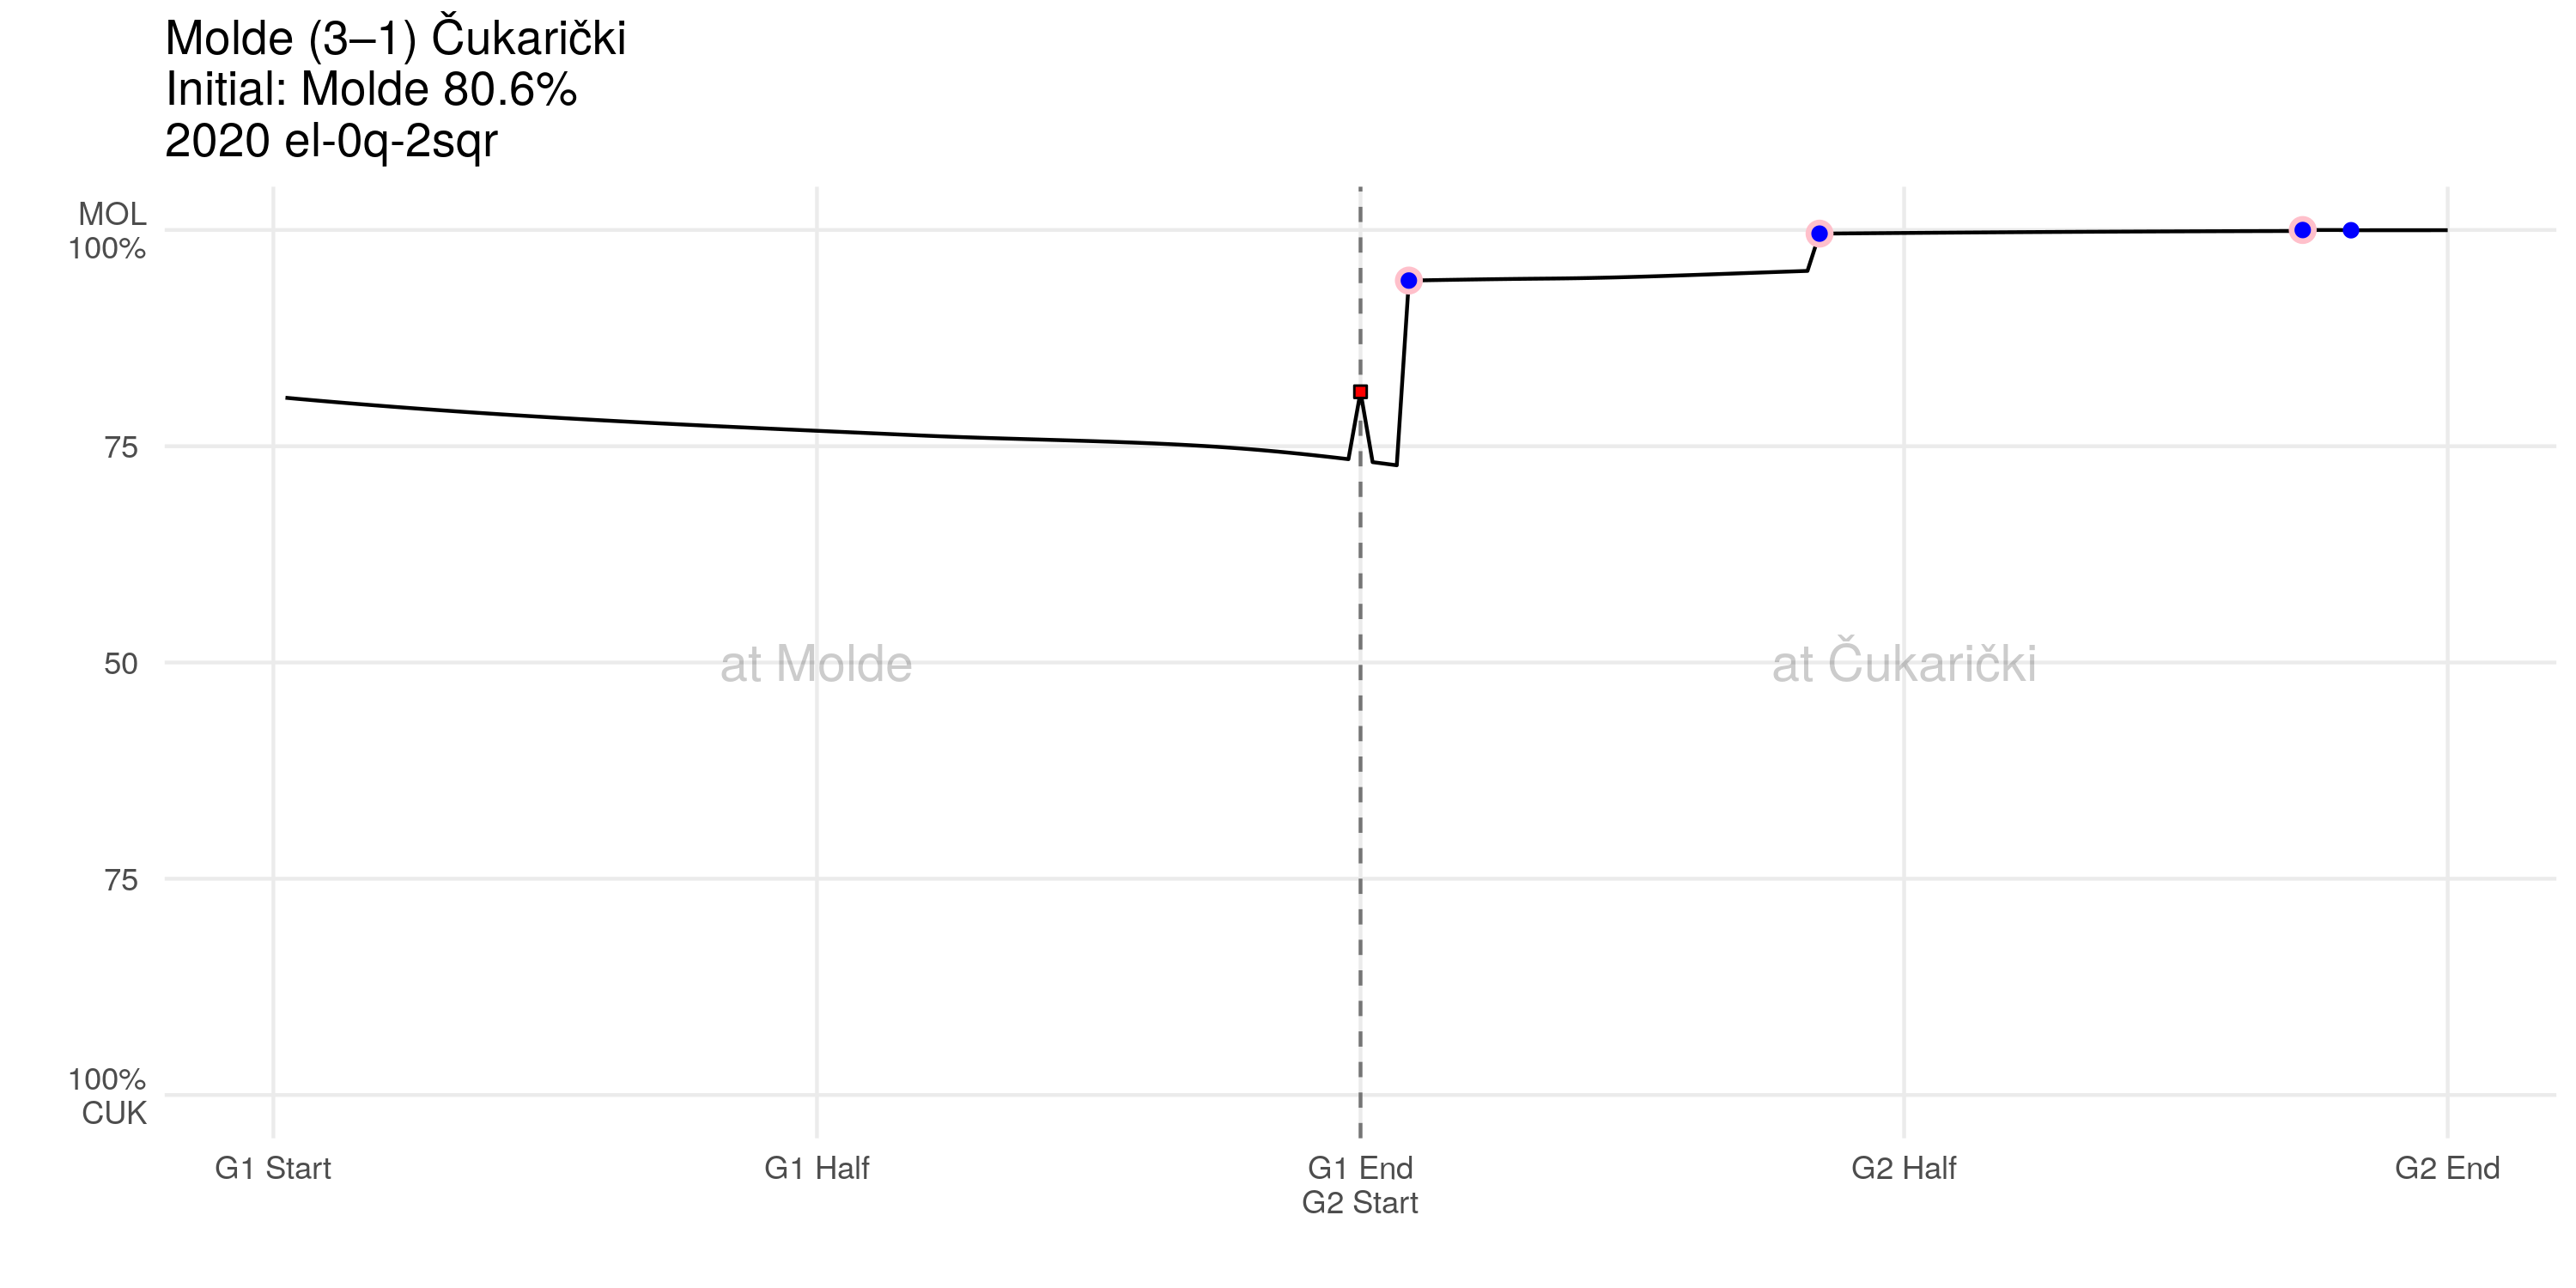 Molde (3–1) Čukarički
Initial: Molde 80.6%
2020 el-0q-2sqr
MOL
100%
75
50
75
100%
CUK
at Molde
at Čukarički
G1 Start
G1 Half
G1 End
G2 Start
G2 Half
G2 End